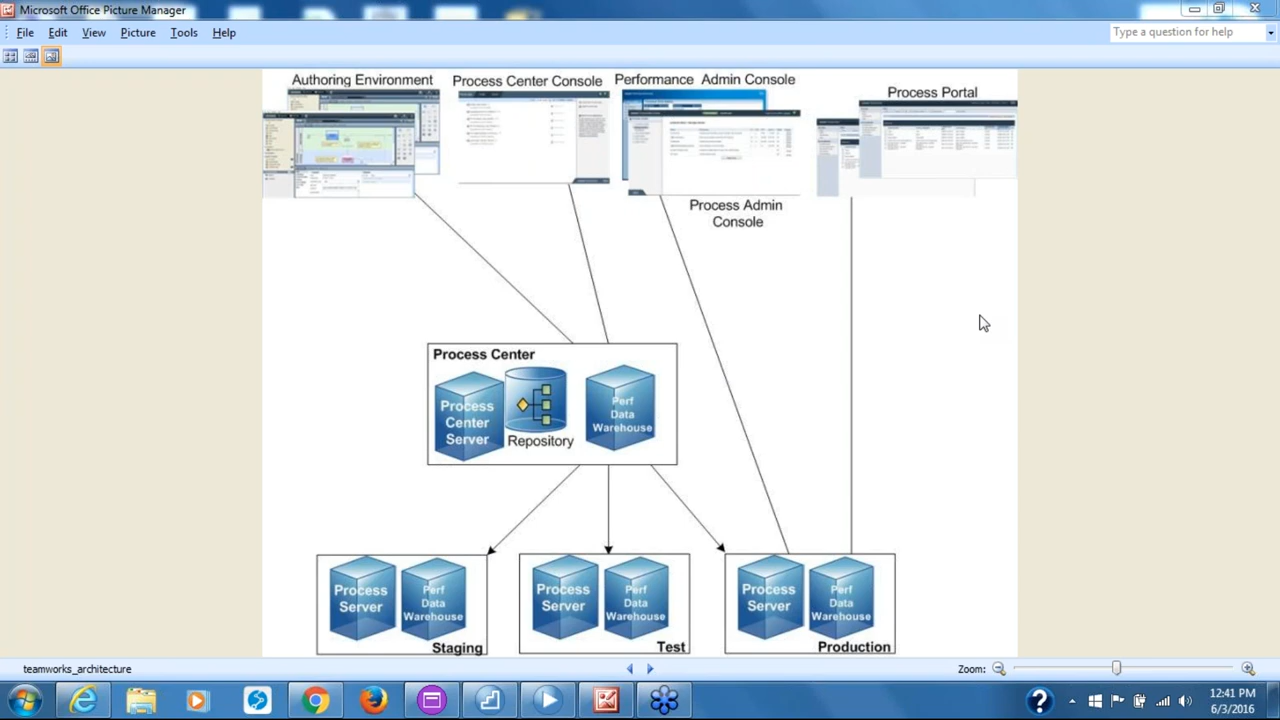 Microsoft Office Picture Manager
File Edit View Picture Tools Help
Type a question for help
Authoring Environment
Process Center Console
Performance Admin Console
Process Portal
Process Admin
Console
Process Center
Process
Center
Server
Repository
Perf
Data
Warehouse
Process
Server
Perf
Data
Warehouse
Staging
Process
Server
Perf
Data
Warehouse
Test
Process
Server
Perf
Data
Warehouse
Production
teamworks_architecture
Zoom:
12:41 PM
6/3/2016